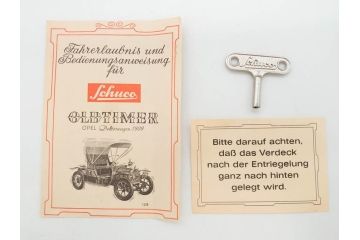 Fahrerlaubnis und
Bedienungsanweisung
für
Schuco
OLDTIMER
OPEL Doktorwagen 1909
Schuco
Bitte darauf achten,
daß das Verdeck
nach der Entriegelung
ganz nach hinten
gelegt wird.